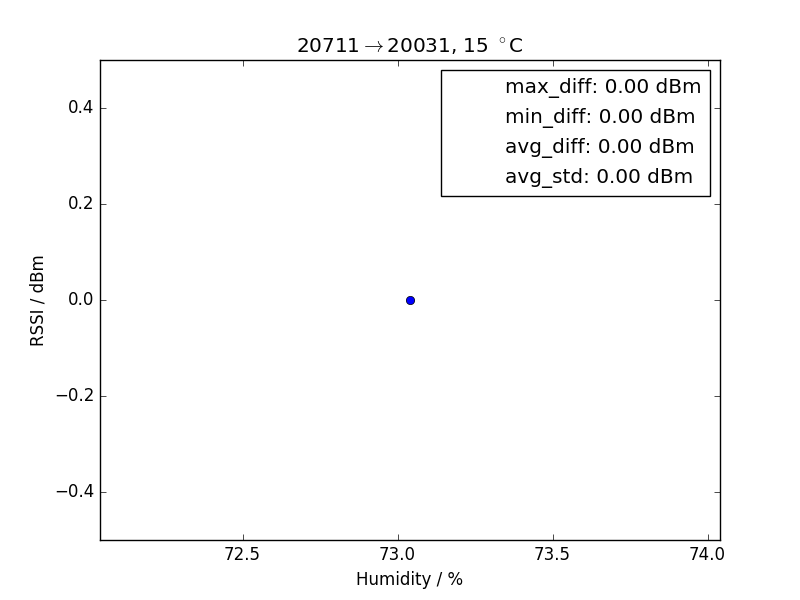 20711→20031, 15 °C
max_diff: 0.00 dBm
min_diff: 0.00 dBm
avg_diff: 0.00 dBm
avg_std: 0.00 dBm
0.4
0.2
0.0
−0.2
−0.4
RSSI / dBm
72.5 73.0 73.5 74.0
Humidity / %